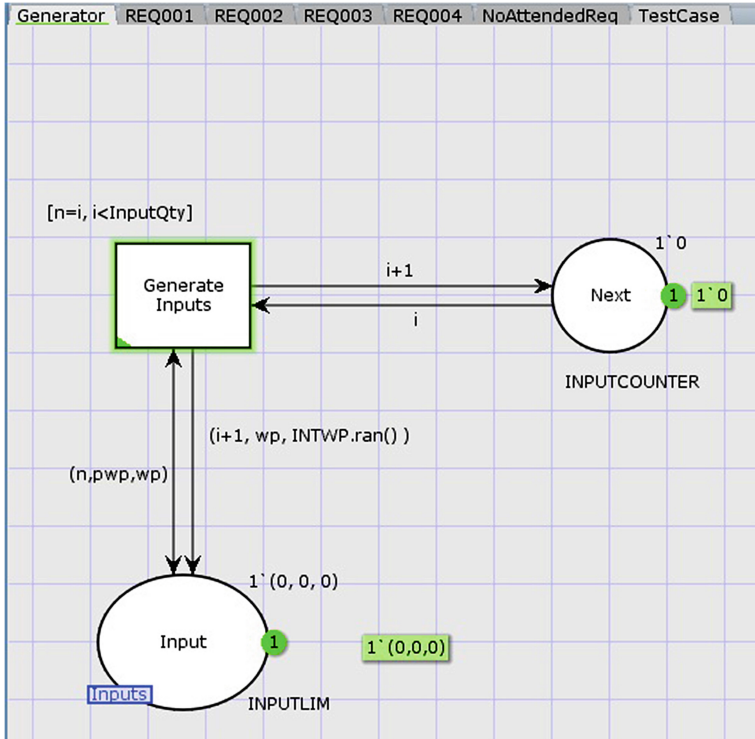 Generator REQ001 REQ002 REQ003 REQ004 NoAttendedReq TestCase
[n=i, i<InputQty]
1`0
Generate
Inputs
i+1
Next
1
1`0
i
INPUTCOUNTER
(i+1, wp, INTWP.ran() )
(n,pwp,wp)
1`(0, 0, 0)
Input
1
1`(0,0,0)
Inputs
INPUTLIM